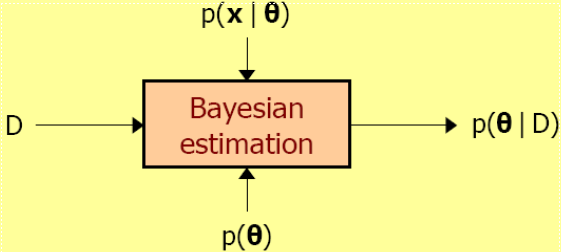 p(x | θ)
D
Bayesian
estimation
p(θ | D)
p(θ)